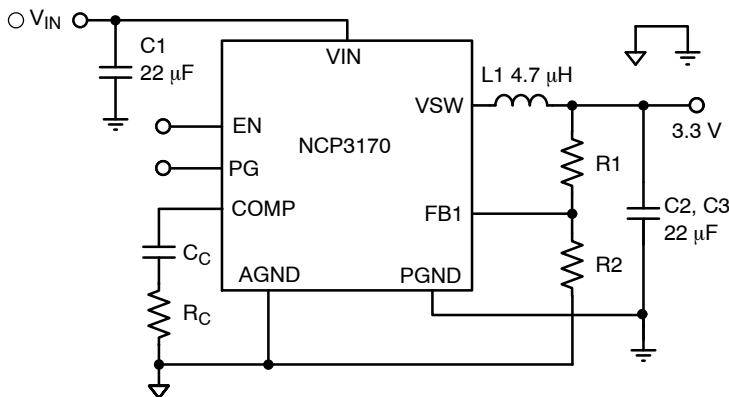 VIN
C1
22 μF
VIN
L1 4.7 μH
VSW
3.3 V
EN
NCP3170
PG
R1
COMP
FB1
C2, C3
22 μF
CC
AGND
PGND
R2
RC